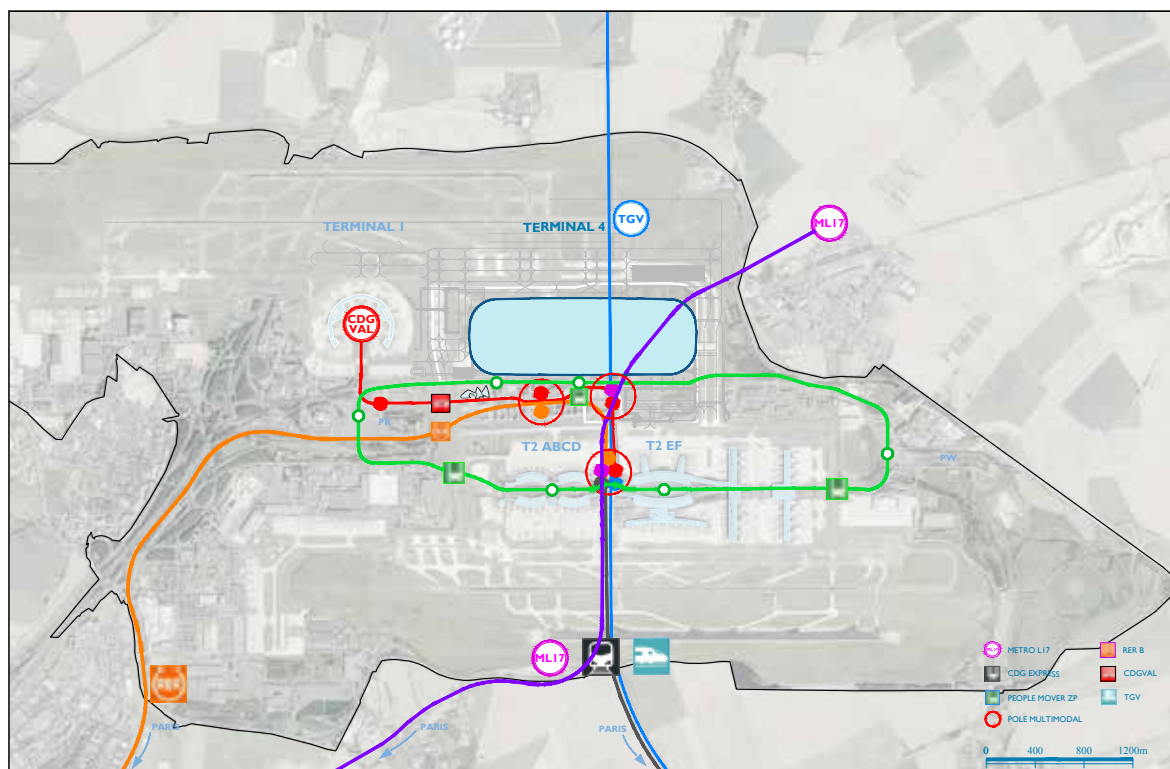 TGV
ML17
TERMINAL 1
TERMINAL 4
CDG
VAL
PR
T2 ABCD
T2 EF
PW
ML17
PARIS
PARIS
PARIS
ML17 METRO L17
RER B
CDG EXPRESS
CDGVAL
PEOPLE MOVER ZP
TGV
POLE MULTIMODAL
0 400 800 1200m